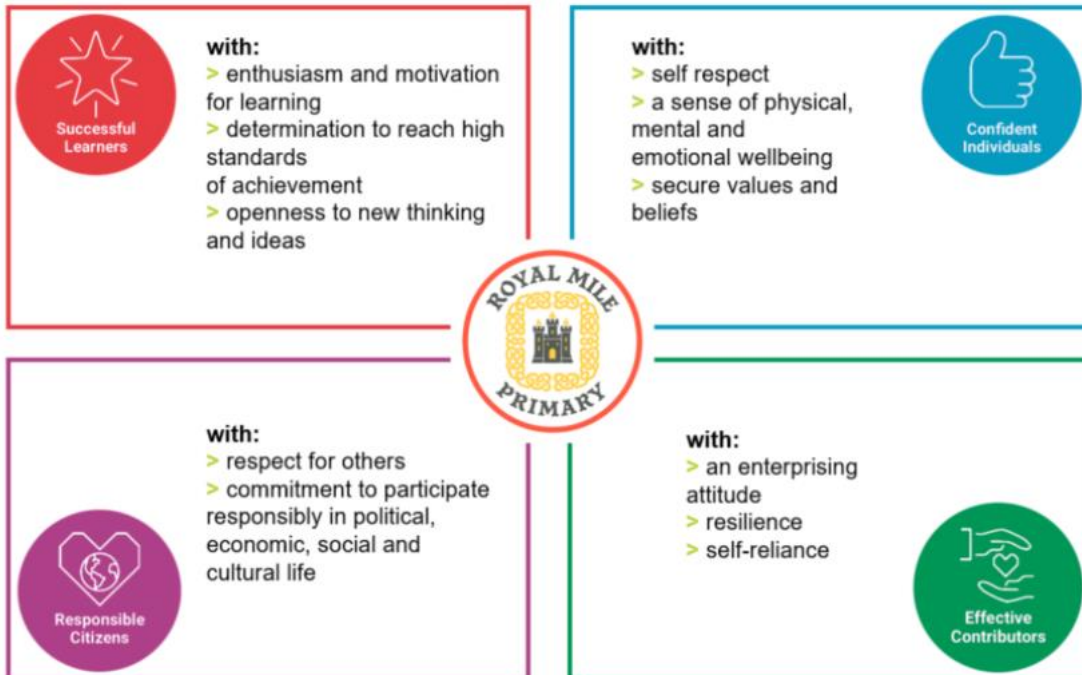 Successful
Learners
with:
> enthusiasm and motivation
for learning
> determination to reach high
standards
of achievement
> openness to new thinking
and ideas
with:
> self respect
> a sense of physical,
mental and
emotional wellbeing
> secure values and
beliefs
Confident
Individuals
ROYAL MILE
PRIMARY
Responsible
Citizens
with:
> respect for others
> commitment to participate
responsibly in political,
economic, social and
cultural life
with:
> an enterprising
attitude
> resilience
> self-reliance
Effective
Contributors